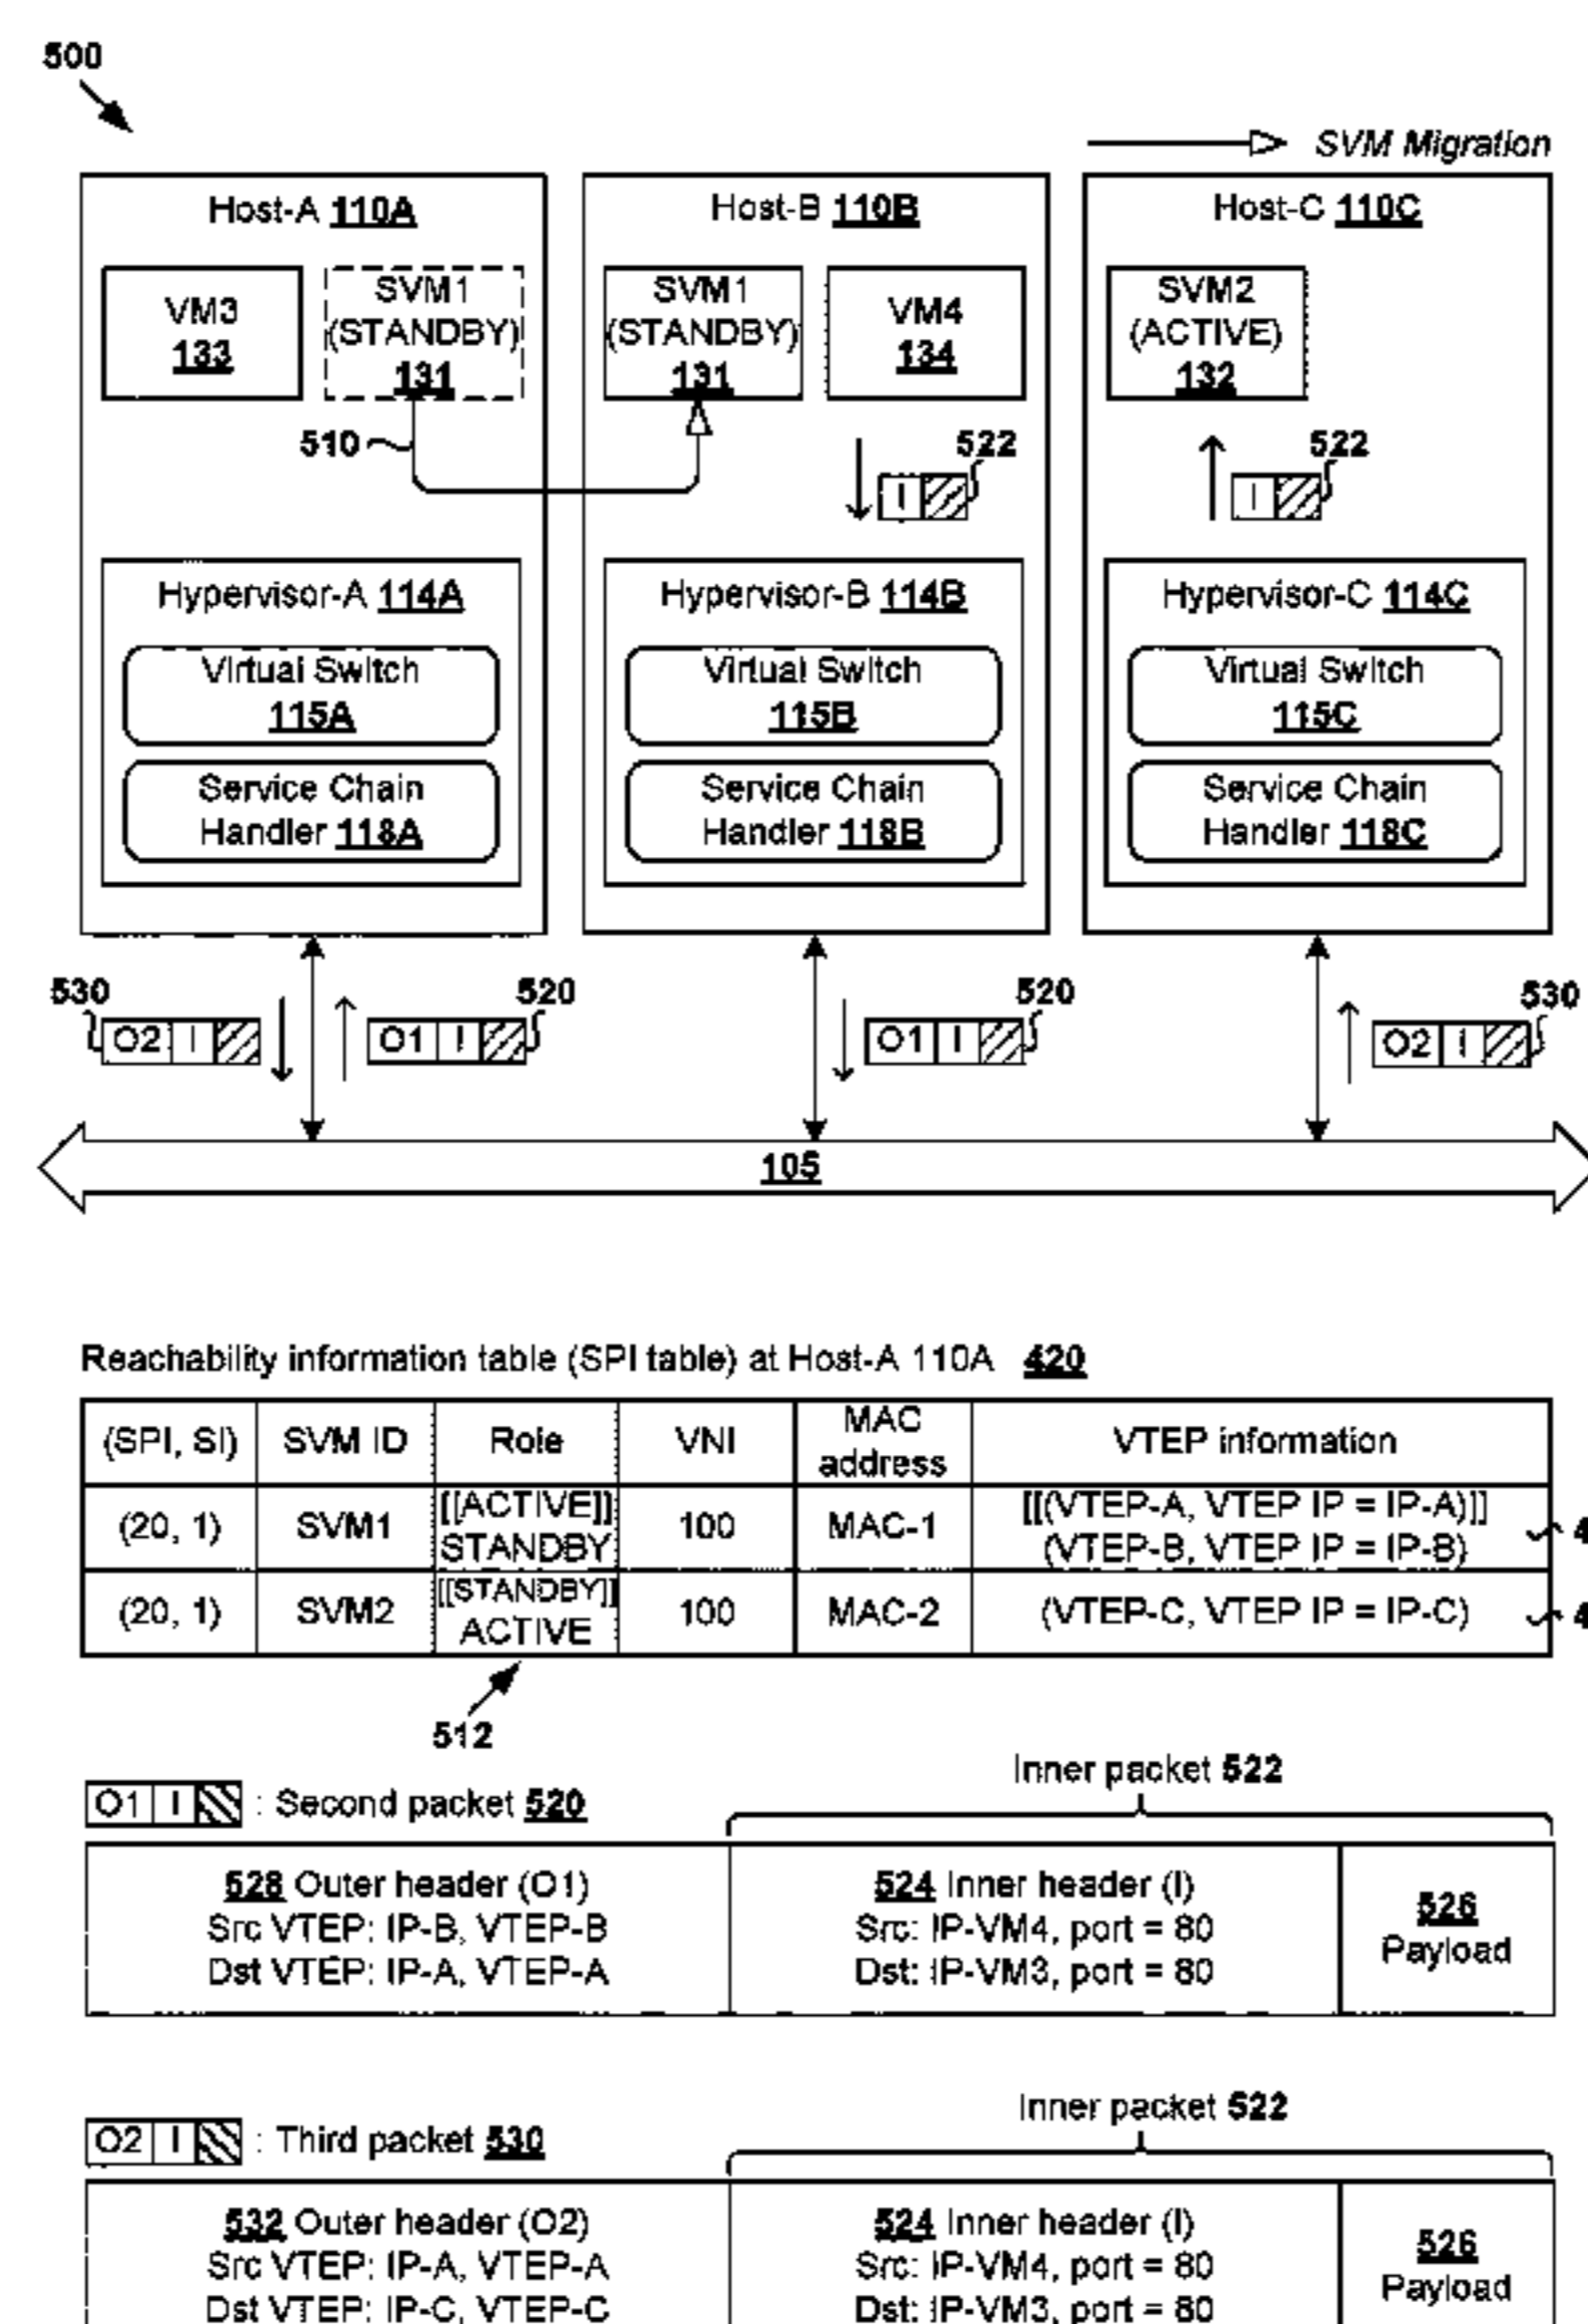 500
SVM Migration
Host-A 110A
Host-B 110B
Host-C 110C
VM3
133
SVM1
(STANDBY)
131
SVM1
(STANDBY)
131
VM4
134
SVM2
(ACTIVE)
132
510
522
I
522
I
Hypervisor-A 114A
Virtual Switch
115A
Service Chain
Handler 118A
Hypervisor-B 114B
Virtual Switch
115B
Service Chain
Handler 118B
Hypervisor-C 114C
Virtual Switch
115C
Service Chain
Handler 118C
530
O2 I
520
O1 I
520
O1 I
530
O2 I
105
Reachability information table (SPI table) at Host-A 110A 420
(SPI, SI) SVM ID Role VNI MAC address VTEP information
(20, 1) SVM1 [[ACTIVE]] STANDBY 100 MAC-1 [[(VTEP-A, VTEP IP = IP-A)]] (VTEP-B, VTEP IP = IP-B)
(20, 1) SVM2 [[STANDBY]] ACTIVE 100 MAC-2 (VTEP-C, VTEP IP = IP-C)
512
O1 I : Second packet 520
Inner packet 522
528 Outer header (O1)
Src VTEP: IP-B, VTEP-B
Dst VTEP: IP-A, VTEP-A
524 Inner header (I)
Src: IP-VM4, port = 80
Dst: IP-VM3, port = 80
526
Payload
O2 I : Third packet 530
Inner packet 522
532 Outer header (O2)
Src VTEP: IP-A, VTEP-A
Dst VTEP: IP-C, VTEP-C
524 Inner header (I)
Src: IP-VM4, port = 80
Dst: IP-VM3, port = 80
526
Payload